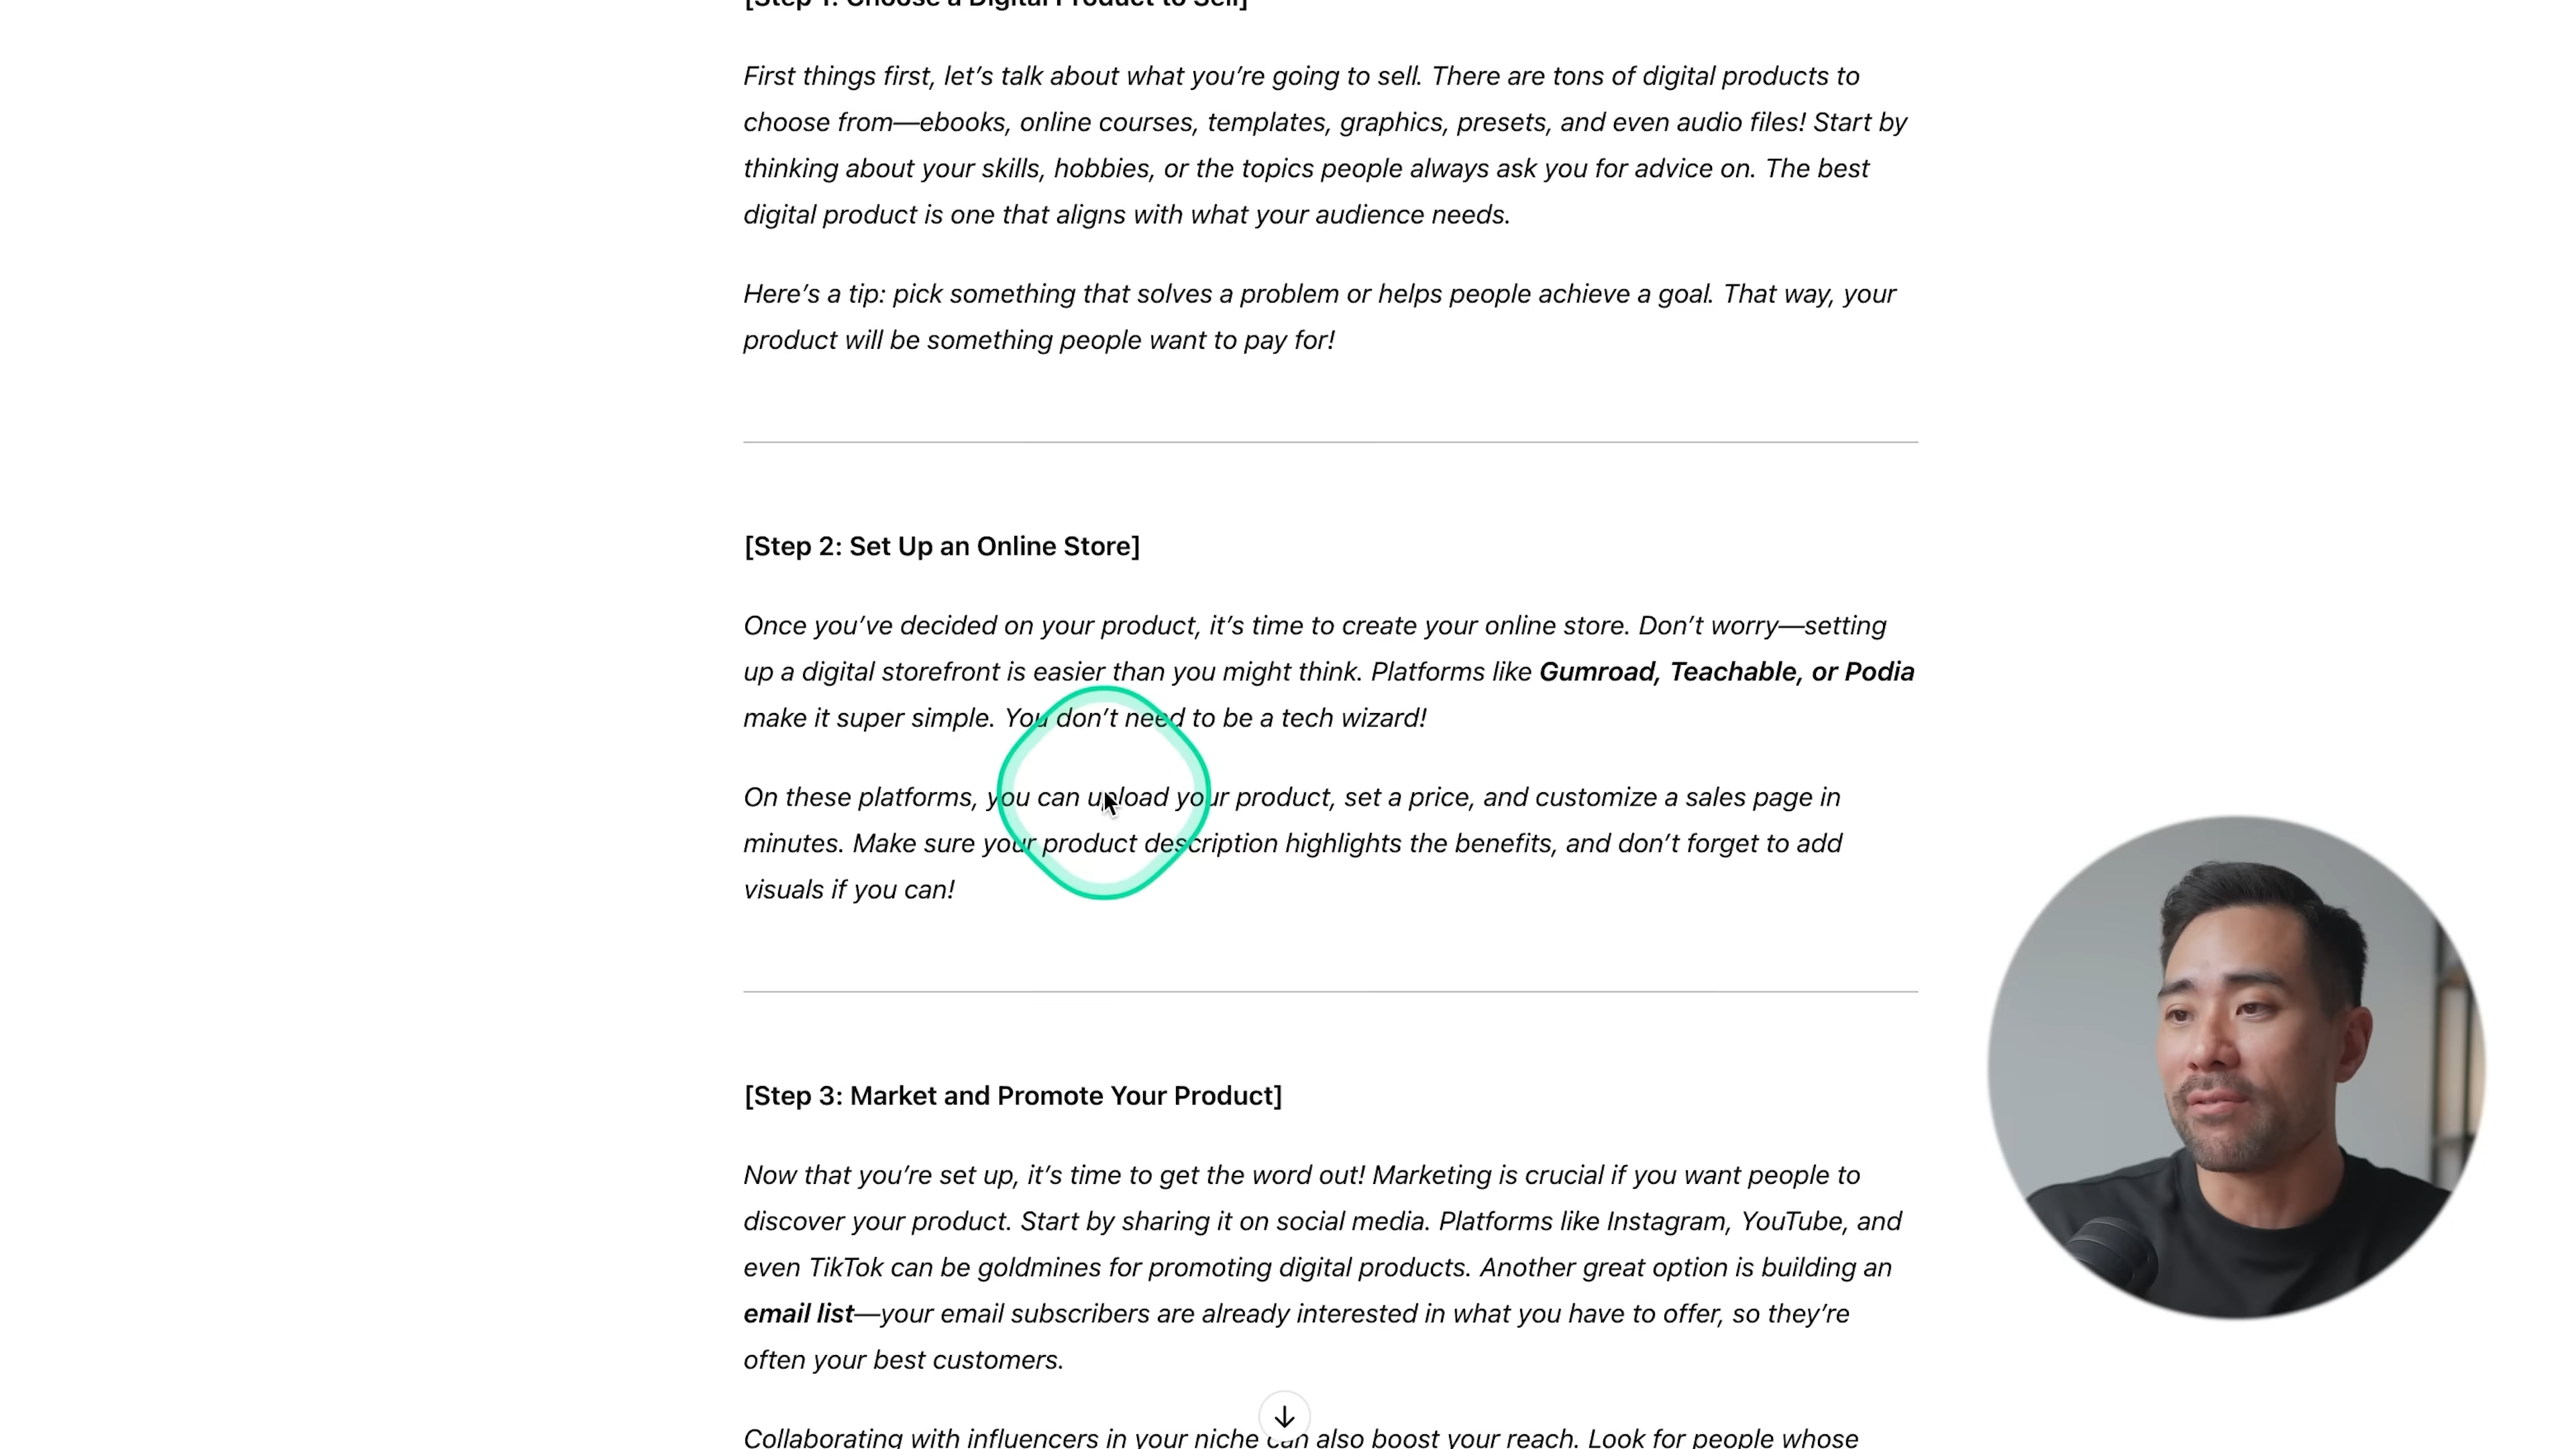 [Step 1: Choose a Digital Product to Sell]
First things first, let’s talk about what you’re going to sell. There are tons of digital products to
choose from—ebooks, online courses, templates, graphics, presets, and even audio files! Start by
thinking about your skills, hobbies, or the topics people always ask you for advice on. The best
digital product is one that aligns with what your audience needs.
Here’s a tip: pick something that solves a problem or helps people achieve a goal. That way, your
product will be something people want to pay for!
[Step 2: Set Up an Online Store]
Once you’ve decided on your product, it’s time to create your online store. Don’t worry—setting
up a digital storefront is easier than you might think. Platforms like Gumroad, Teachable, or Podia
make it super simple. You don’t need to be a tech wizard!
On these platforms, you can upload your product, set a price, and customize a sales page in
minutes. Make sure your product description highlights the benefits, and don’t forget to add
visuals if you can!
[Step 3: Market and Promote Your Product]
Now that you’re set up, it’s time to get the word out! Marketing is crucial if you want people to
discover your product. Start by sharing it on social media. Platforms like Instagram, YouTube, and
even TikTok can be goldmines for promoting digital products. Another great option is building an
email list—your email subscribers are already interested in what you have to offer, so they’re
often your best customers.
Collaborating with influencers in your niche can also boost your reach. Look for people whose